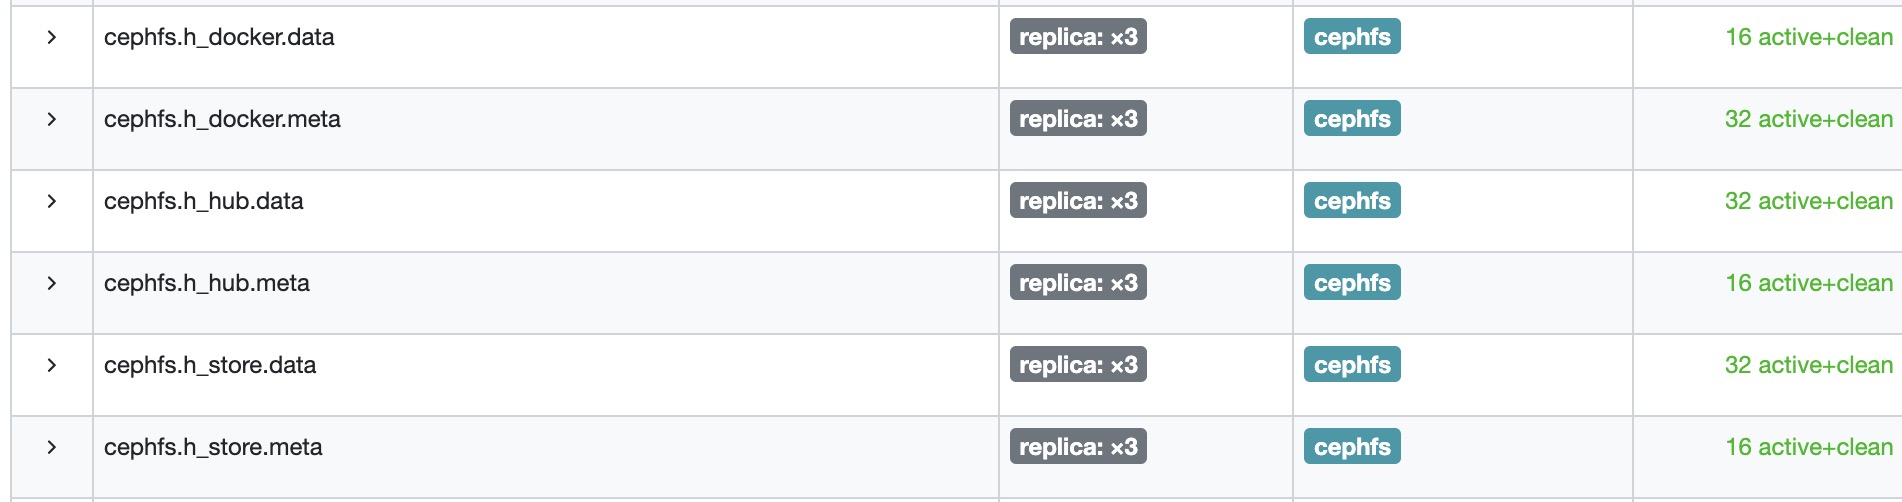 cephfs.h_docker.data replica: ×3 cephfs 16 active+clean
cephfs.h_docker.meta replica: ×3 cephfs 32 active+clean
cephfs.h_hub.data replica: ×3 cephfs 32 active+clean
cephfs.h_hub.meta replica: ×3 cephfs 16 active+clean
cephfs.h_store.data replica: ×3 cephfs 32 active+clean
cephfs.h_store.meta replica: ×3 cephfs 16 active+clean